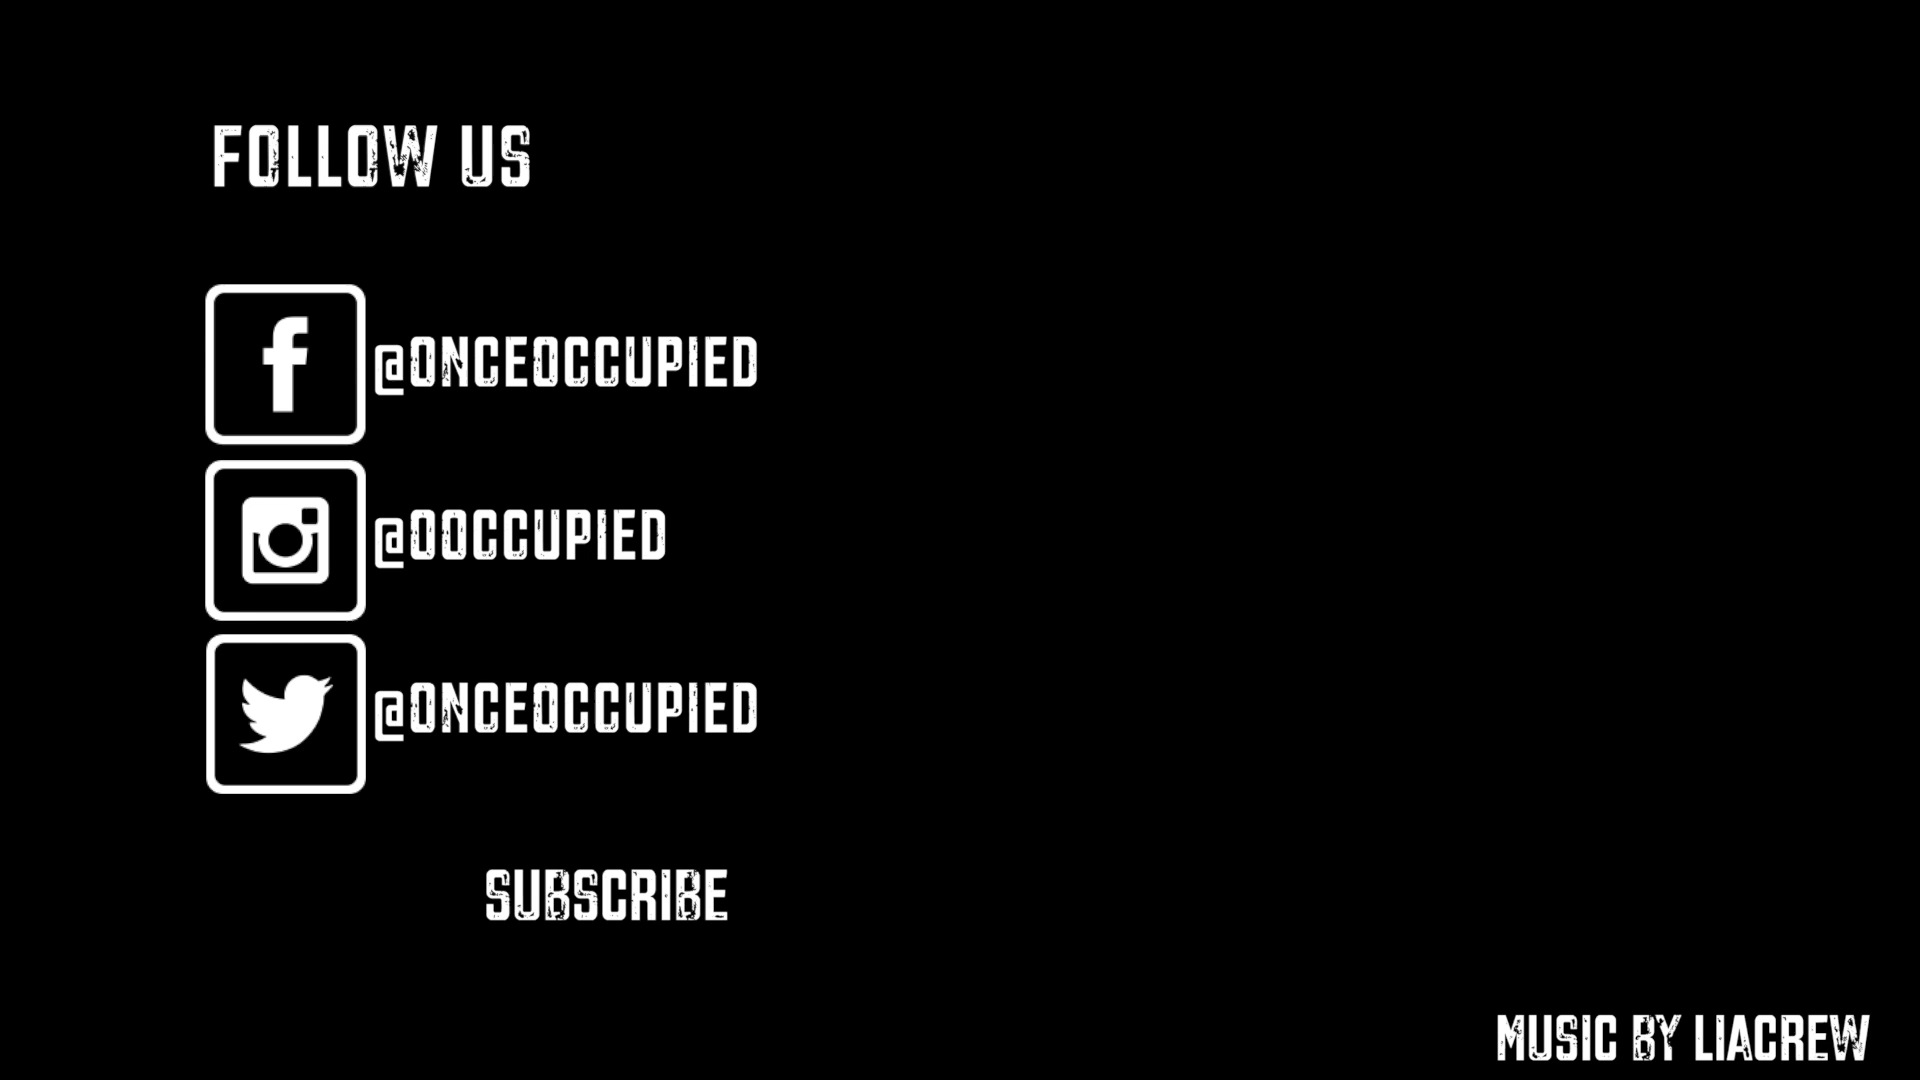 FOLLOW US
@ONCEOCCUPIED
@OOCCUPIED
@ONCEOCCUPIED
SUBSCRIBE
MUSIC BY LIACREW